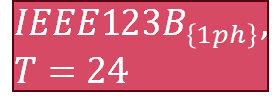 IEEE123B_{1ph},
T = 24